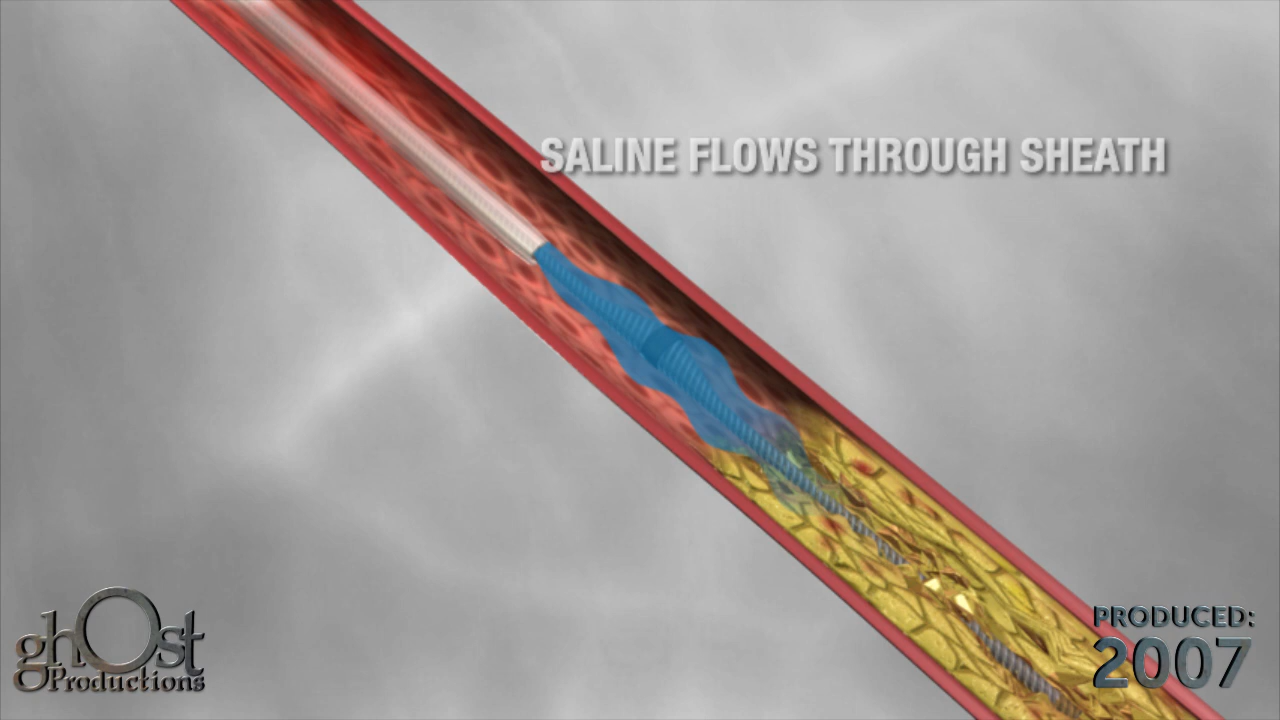 SALINE FLOWS THROUGH SHEATH
ghOst
Productions
PRODUCED:
2007